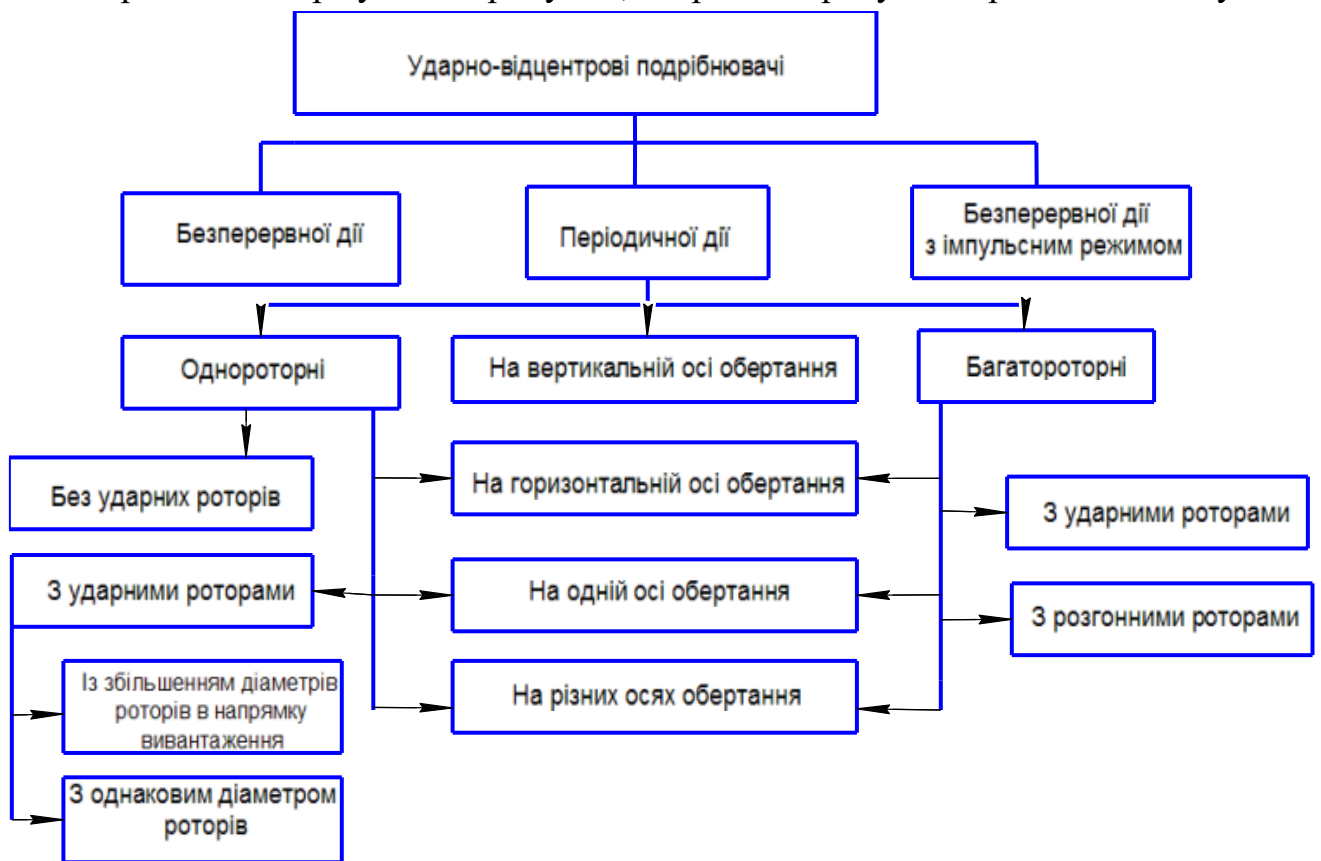 Ударно-відцентрові подрібнювачі
Безперервної дії
Періодичної дії
Безперервної дії
з імпульсним режимом
Однороторні
На вертикальній осі обертання
Багатороторні
Без ударних роторів
На горизонтальній осі обертання
З ударними роторами
З ударними роторами
На одній осі обертання
З розгонними роторами
Із збільшенням діаметрів
роторів в напрямку
вивантаження
На різних осях обертання
З однаковим діаметром
роторів